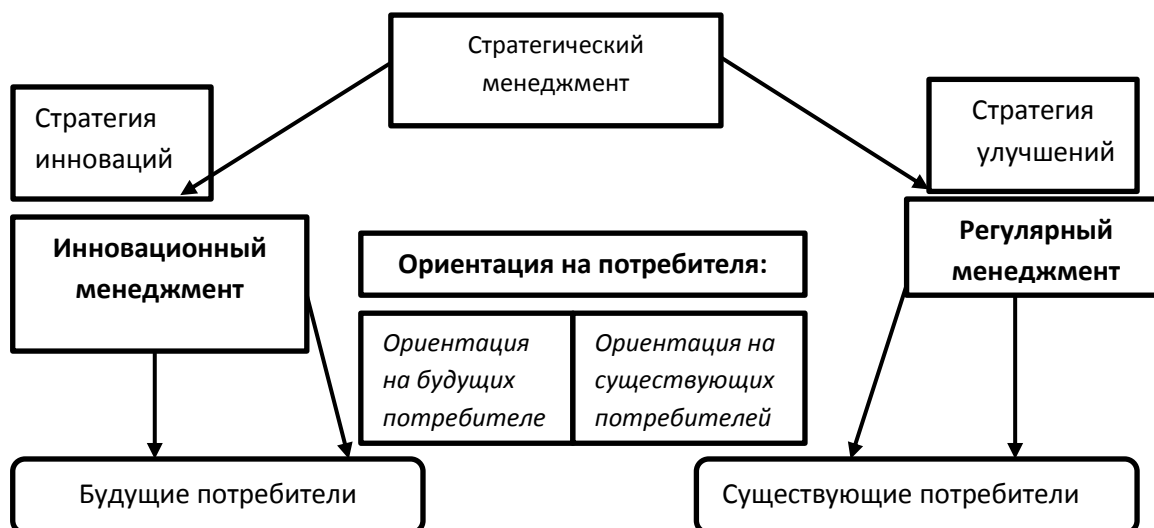 Стратегический
менеджмент
Стратегия
инноваций
Стратегия
улучшений
Инновационный
менеджмент
Ориентация на потребителя:
Регулярный
менеджмент
Ориентация
на будущих
потребителе
Ориентация на
существующих
потребителей
Будущие потребители
Существующие потребители